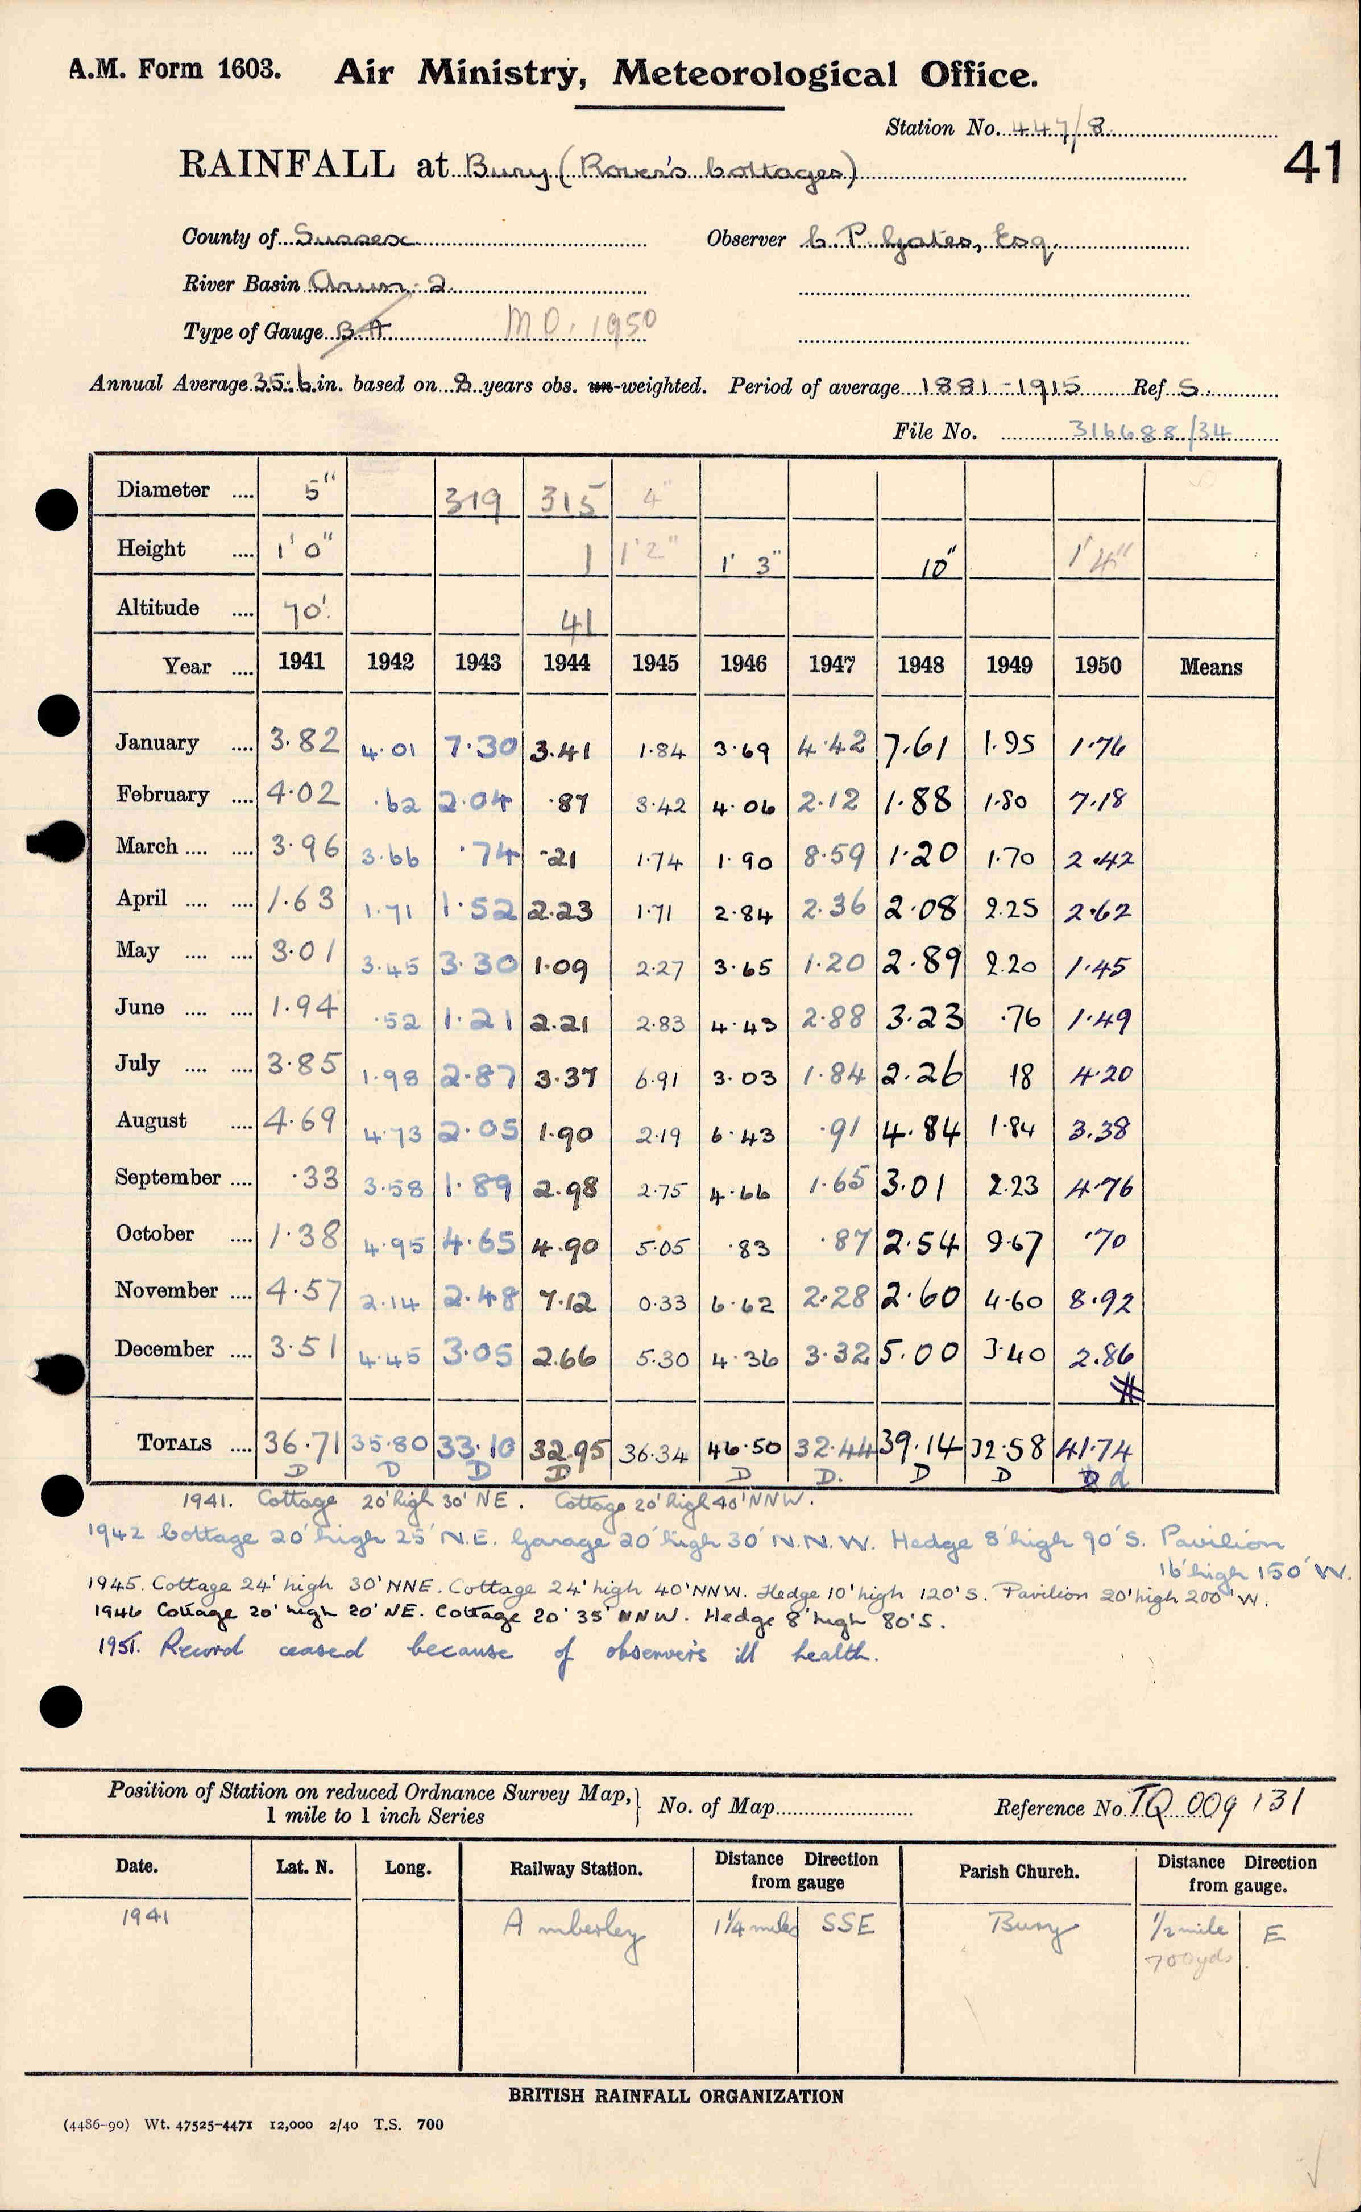 A.M. Form 1603. Air Ministry, Meteorological Office.
Station No. 447/8
41
RAINFALL at Bury (Rower's Cottages)
County of Sussex Observer C. P. Gates, Esq.
River Basin Arun 2
Type of Gauge B.A. M.O. 1950
Annual Average 35.6 in. based on 8 years obs. un-weighted. Period of average 1881-1915 Ref S.
File No. 316688/34
Diameter .... 5" 319 315 4"
Height .... 1' 0" 1 1'2" 1' 3" 10" 1'4"
Altitude .... 70'. 41
Year .... 1941 1942 1943 1944 1945 1946 1947 1948 1949 1950 Means
January .... 3.82 4.01 7.30 3.41 1.84 3.69 4.42 7.61 1.95 1.76
February .... 4.02 .62 2.04 .87 3.42 4.06 2.12 1.88 1.80 7.18
March .... .... 3.96 3.66 .74 .21 1.74 1.90 8.59 1.20 1.70 2.42
April .... .... 1.63 1.71 1.52 2.23 1.71 2.84 2.36 2.08 2.25 2.62
May .... .... 3.01 3.45 3.30 1.09 2.27 3.65 1.20 2.89 2.20 1.45
June .... .... 1.94 .52 1.21 2.21 2.83 4.43 2.88 3.23 .76 1.49
July .... .... 3.85 1.98 2.87 3.37 6.91 3.03 1.84 2.26 .18 4.20
August .... 4.69 4.73 2.05 1.90 2.19 6.43 .91 4.84 1.84 3.38
September .... .33 3.58 1.89 2.98 2.75 4.66 1.65 3.01 2.23 4.76
October .... 1.38 4.95 4.65 4.90 5.05 .83 .87 2.54 9.67 .70
November .... 4.57 2.14 2.48 7.12 0.33 6.62 2.28 2.60 4.60 8.92
December .... 3.51 4.45 3.05 2.66 5.30 4.36 3.32 5.00 3.40 2.86
TOTALS .... 36.71 35.80 33.10 32.95 36.34 46.50 32.44 39.14 32.58 41.74
D D D D D D. D D D d
1941. Cottage 20' high 30' NE. Cottage 20' high 40' NNW.
1942 Cottage 20' high 25' N.E. Garage 20' high 30' N.N.W. Hedge 8' high 90' S. Pavilion
16' high 150' W.
1945. Cottage 24' high 30' NNE. Cottage 24' high 40' NNW. Hedge 10' high 120' S. Pavilion 20' high 200' W.
1946 Cottage 20' high 20' NE. Cottage 20' 35' NNW. Hedge 8' high 80' S.
1951. Record ceased because of observer's ill health.
Position of Station on reduced Ordnance Survey Map,
1 mile to 1 inch Series
No. of Map Reference No. TQ 009 131
Date. Lat. N. Long. Railway Station. Distance Direction from gauge Parish Church. Distance Direction from gauge.
1941 Amberley 1¼ miles SSE Bury ½ mile E
700yds
BRITISH RAINFALL ORGANIZATION
(4486-90) Wt. 47525-4471 12,000 2/40 T.S. 700